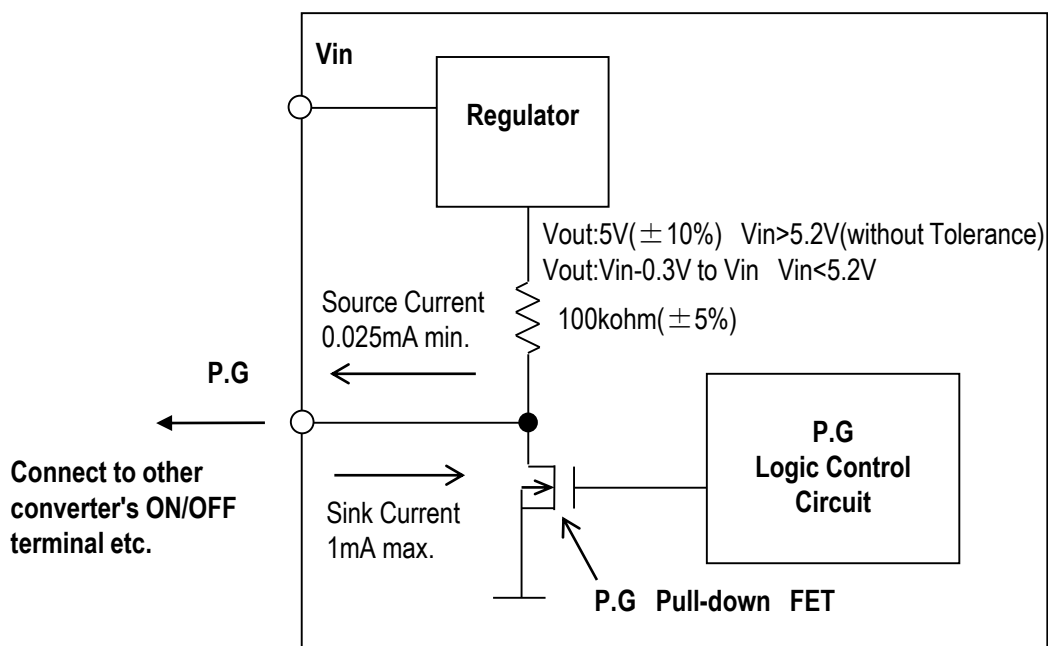 Vin
Regulator
Vout:5V(±10%) Vin>5.2V(without Tolerance)
Vout:Vin-0.3V to Vin Vin<5.2V
100kohm(±5%)
Source Current
0.025mA min.
P.G
Connect to other
converter's ON/OFF
terminal etc.
Sink Current
1mA max.
P.G
Logic Control
Circuit
P.G Pull-down FET